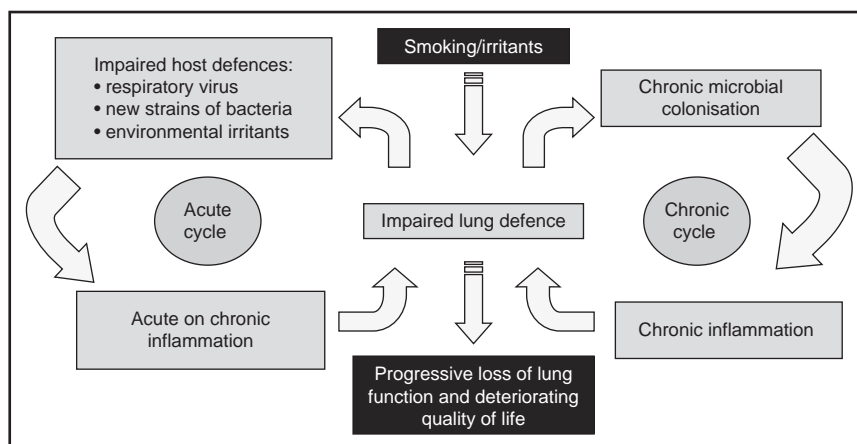 Smoking/irritants
Impaired host defences:
• respiratory virus
• new strains of bacteria
• environmental irritants
Chronic microbial
colonisation
Acute
cycle
Impaired lung defence
Chronic
cycle
Acute on chronic
inflammation
Chronic inflammation
Progressive loss of lung
function and deteriorating
quality of life